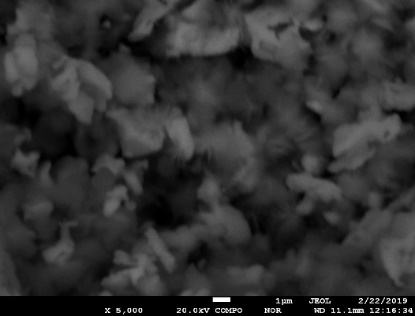 1μm JEOL 2/22/2019
X 5,000 20.0kV COMPO NOR WD 11.1mm 12:16:34